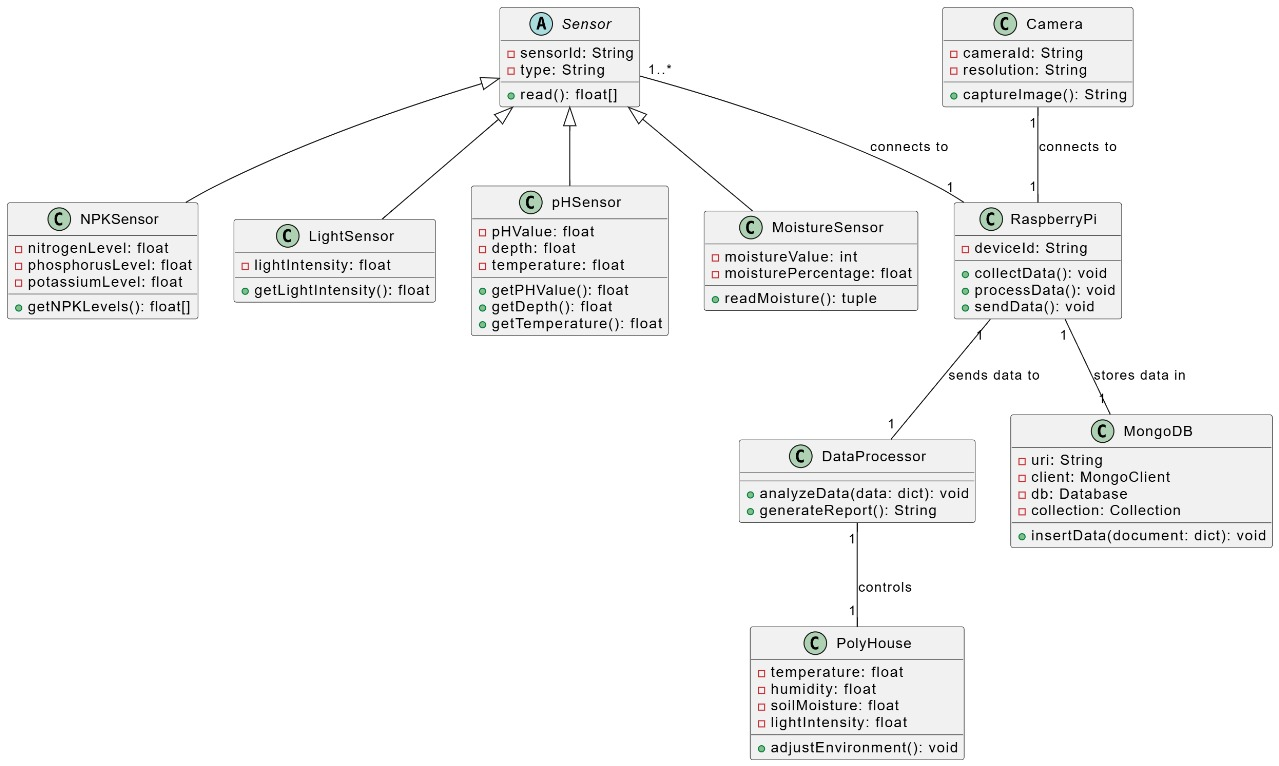 A Sensor
sensorId: String
type: String
read(): float[]
C Camera
cameraId: String
resolution: String
captureImage(): String
1..*
connects to
1
1
connects to
1
C NPKSensor
nitrogenLevel: float
phosphorusLevel: float
potassiumLevel: float
getNPKLevels(): float[]
C LightSensor
lightIntensity: float
getLightIntensity(): float
C pHSensor
pHValue: float
depth: float
temperature: float
getPHValue(): float
getDepth(): float
getTemperature(): float
C MoistureSensor
moistureValue: int
moisturePercentage: float
readMoisture(): tuple
C RaspberryPi
deviceId: String
collectData(): void
processData(): void
sendData(): void
1
sends data to
1
1
stores data in
1
C DataProcessor
analyzeData(data: dict): void
generateReport(): String
C MongoDB
uri: String
client: MongoClient
db: Database
collection: Collection
insertData(document: dict): void
1
controls
1
C PolyHouse
temperature: float
humidity: float
soilMoisture: float
lightIntensity: float
adjustEnvironment(): void